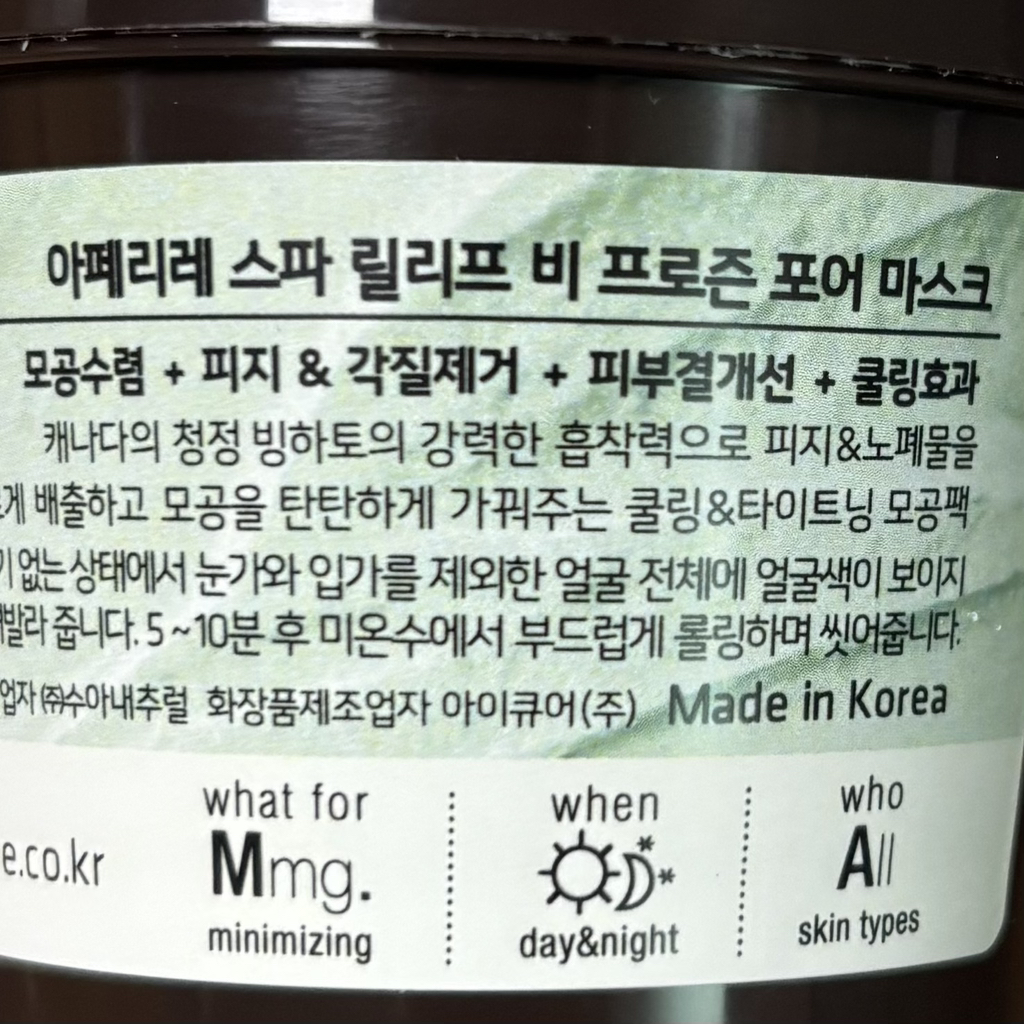 아페리레 스파 릴리프 비 프로즌 포어 마스크
모공수렴 + 피지 & 각질제거 + 피부결개선 + 쿨링효과
캐나다의 청정 빙하토의 강력한 흡착력으로 피지&노폐물을
배출하고 모공을 탄탄하게 가꿔주는 쿨링&타이트닝 모공팩
없는 상태에서 눈가와 입가를 제외한 얼굴 전체에 얼굴색이 보이지
줍니다. 5~10분 후 미온수에서 부드럽게 롤링하며 씻어줍니다.
㈜수아내추럴 화장품제조업자 아이큐어(주) Made in Korea
e.co.kr
what for
Mmg.
minimizing
when
day&night
who
All
skin types